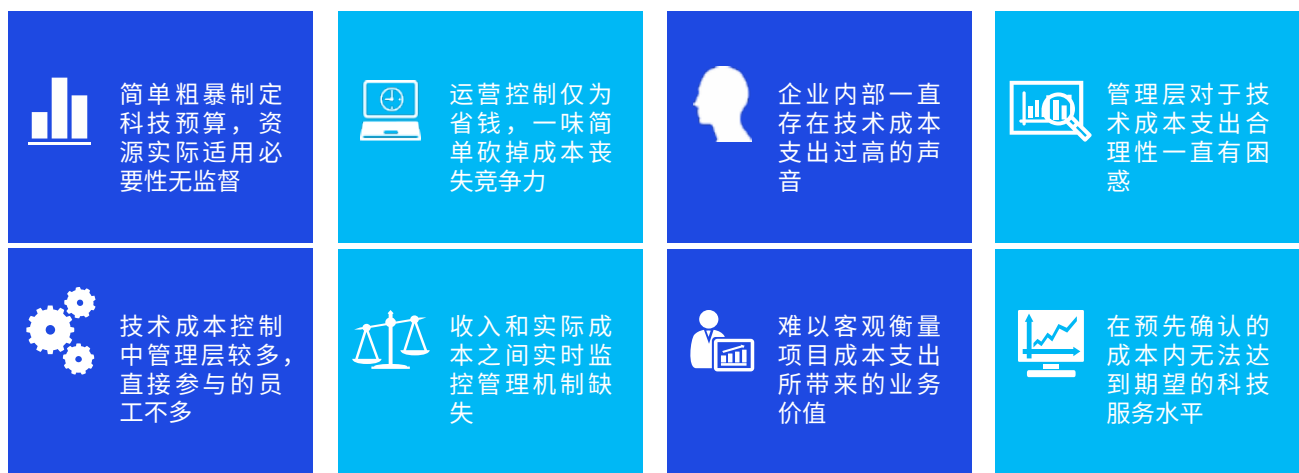 简单粗暴制定
科技预算，资
源实际适用必
要性无监督
运营控制仅为
省钱，一味简
单砍掉成本丧
失竞争力
企业内部一直
存在技术成本
支出过高的声
音
管理层对于技
术成本支出合
理性一直有困
惑
技术成本控制
中管理层较多，
直接参与的员
工不多
收入和实际成
本之间实时监
控管理机制缺
失
难以客观衡量
项目成本支出
所带来的业务
价值
在预先确认的
成本内无法达
到期望的科技
服务水平